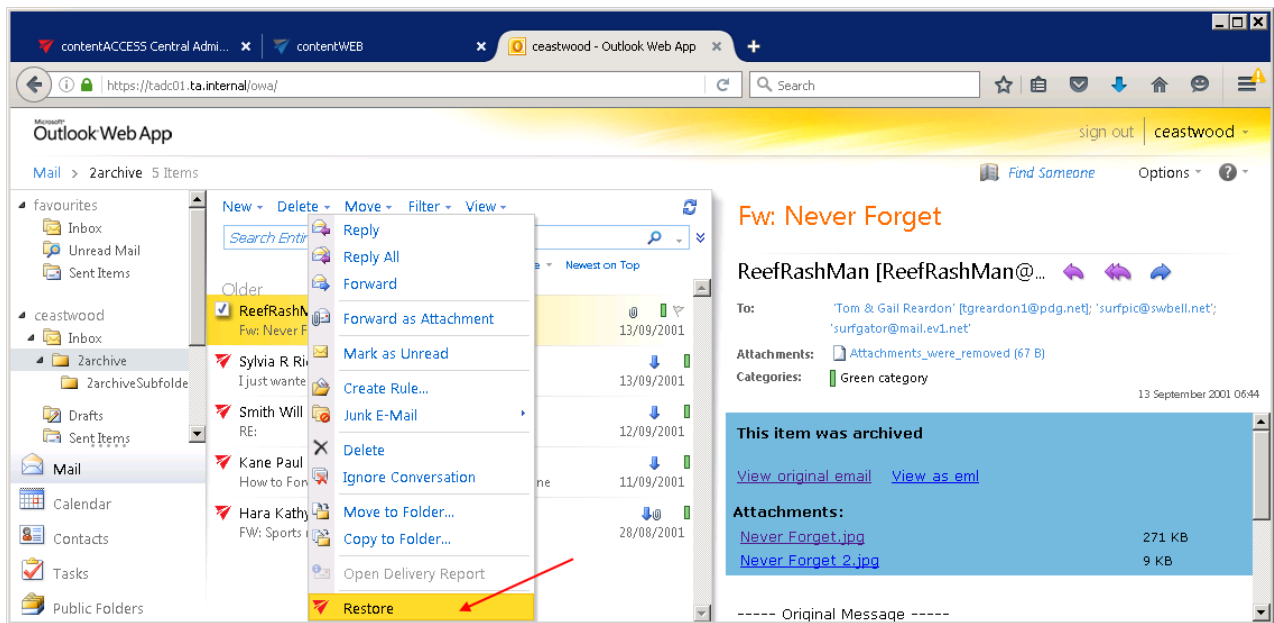 contentACCESS Central Admi...
contentWEB
ceastwood - Outlook Web App
https://tadc01.ta.internal/owa/
Search
Microsoft
Outlook Web App
sign out
ceastwood
Mail > 2archive 5 Items
Find Someone
Options
favourites
Inbox
Unread Mail
Sent Items
ceastwood
Inbox
2archive
2archiveSubfolde
Drafts
Sent Items
Mail
Calendar
Contacts
Tasks
Public Folders
New Delete Move Filter View
Search Entir
Newest on Top
Older
ReefRashM
Fw: Never F
13/09/2001
Sylvia R Ri
I just wante
13/09/2001
Smith Will
RE:
12/09/2001
Kane Paul
How to For
ne
11/09/2001
Hara Kathy
FW: Sports
28/08/2001
Reply
Reply All
Forward
Forward as Attachment
Mark as Unread
Create Rule...
Junk E-Mail
Delete
Ignore Conversation
Move to Folder...
Copy to Folder...
Open Delivery Report
Restore
Fw: Never Forget
ReefRashMan [ReefRashMan@...
To: 'Tom & Gail Reardon' [tgreardon1@pdg.net]; 'surfpic@swbell.net';
'surfgator@mail.ev1.net'
Attachments: Attachments_were_removed (67 B)
Categories: Green category
13 September 2001 06:44
This item was archived
View original email View as eml
Attachments:
Never Forget.jpg 271 KB
Never Forget 2.jpg 9 KB
----- Original Message -----